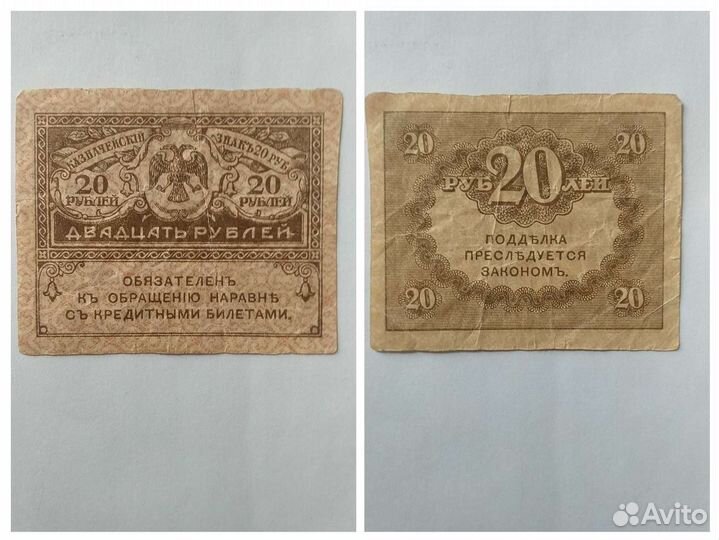 КАЗНАЧЕЙСКІЙ ЗНАКЪ 20 РУБ.
20 20
РУБЛЕЙ РУБЛЕЙ
ДВАДЦАТЬ РУБЛЕЙ
ОБЯЗАТЕЛЕНЪ
КЪ ОБРАЩЕНІЮ НАРАВНѢ
СЪ КРЕДИТНЫМИ БИЛЕТАМИ.
20 20
РУБ 20 ЛЕЙ
ПОДДѢЛКА
ПРЕСЛѢДУЕТСЯ
ЗАКОНОМЪ.
20 20
Avito